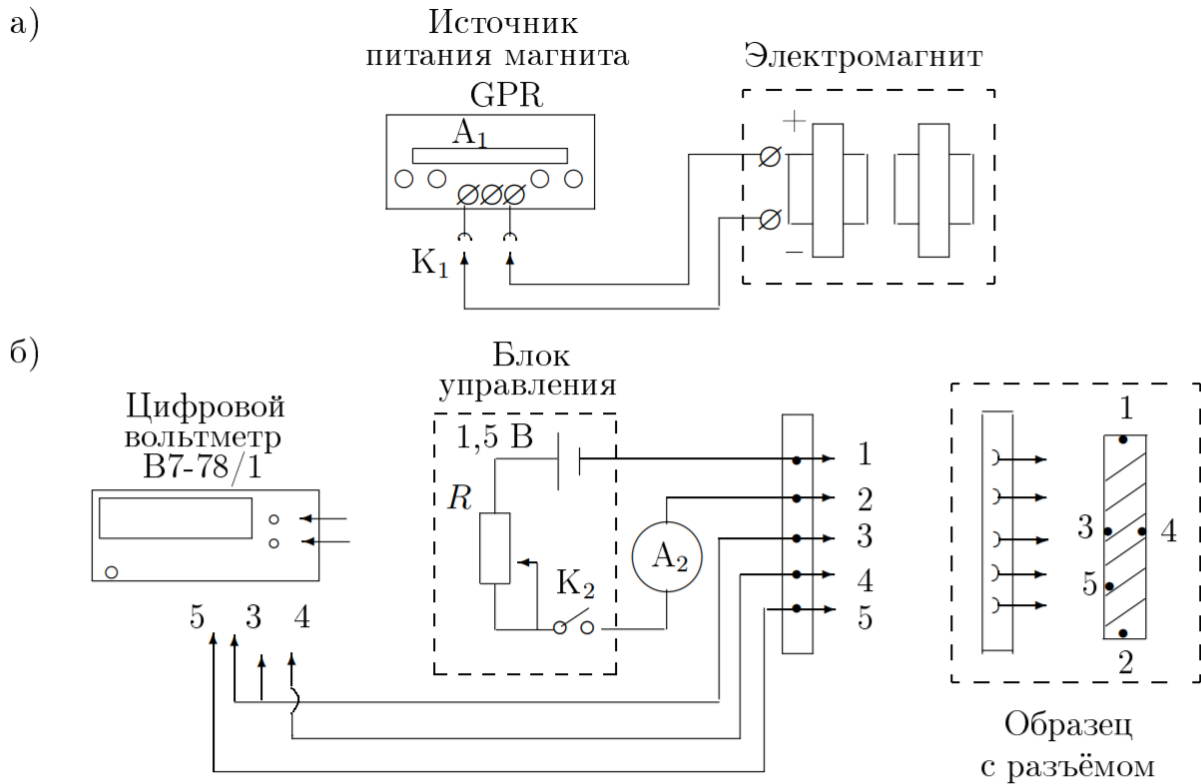 а)
Источник
питания магнита
GPR
A₁
K₁
Электромагнит
+
−
б)
Цифровой
вольтметр
В7-78/1
5 3 4
Блок
управления
1,5 В
R
K₂
A₂
1
2
3
4
5
1
3 4
5
2
Образец
с разъёмом